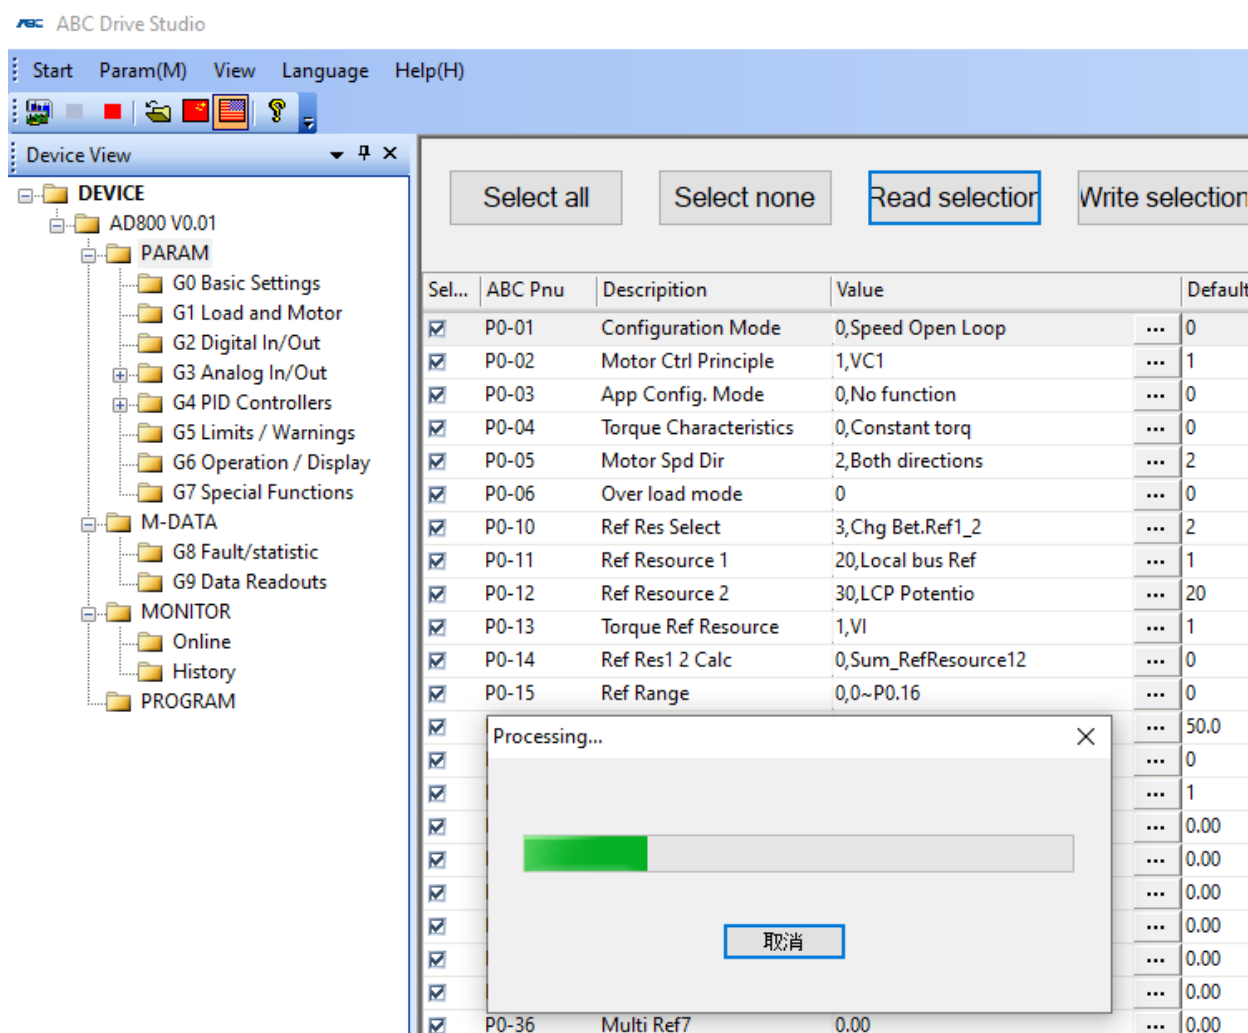 ABC ABC Drive Studio
Start Param(M) View Language Help(H)
Device View
DEVICE
AD800 V0.01
PARAM
G0 Basic Settings
G1 Load and Motor
G2 Digital In/Out
G3 Analog In/Out
G4 PID Controllers
G5 Limits / Warnings
G6 Operation / Display
G7 Special Functions
M-DATA
G8 Fault/statistic
G9 Data Readouts
MONITOR
Online
History
PROGRAM
Select all Select none Read selection Write selection
Sel... ABC Pnu Descripition Value Default
P0-01 Configuration Mode 0,Speed Open Loop ... 0
P0-02 Motor Ctrl Principle 1,VC1 ... 1
P0-03 App Config. Mode 0,No function ... 0
P0-04 Torque Characteristics 0,Constant torq ... 0
P0-05 Motor Spd Dir 2,Both directions ... 2
P0-06 Over load mode 0 ... 0
P0-10 Ref Res Select 3,Chg Bet.Ref1_2 ... 2
P0-11 Ref Resource 1 20,Local bus Ref ... 1
P0-12 Ref Resource 2 30,LCP Potentio ... 20
P0-13 Torque Ref Resource 1,VI ... 1
P0-14 Ref Res1 2 Calc 0,Sum_RefResource12 ... 0
P0-15 Ref Range 0,0~P0.16 ... 0
... 50.0
... 0
... 1
... 0.00
... 0.00
... 0.00
... 0.00
... 0.00
... 0.00
P0-36 Multi Ref7 0.00 ... 0.00
Processing...
取消